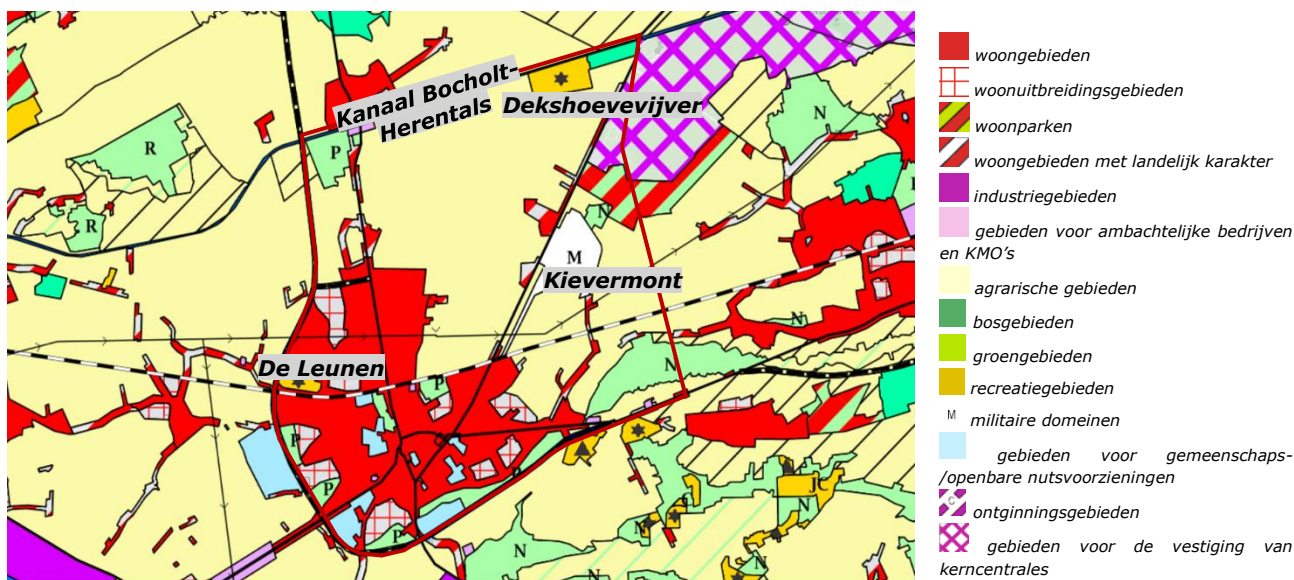 N
N
Kanaal Bocholt-
Herentals
Dekshoevevijver
N
R
P
N
R
N
M
Kievermont
N
De Leunen
P
N
P
P
P
P
N
N
N
JC
N
woongebieden
woonuitbreidingsgebieden
woonparken
woongebieden met landelijk karakter
industriegebieden
gebieden voor ambachtelijke bedrijven
en KMO's
agrarische gebieden
bosgebieden
groengebieden
recreatiegebieden
M militaire domeinen
gebieden voor gemeenschaps-
/openbare nutsvoorzieningen
C ontginningsgebieden
gebieden voor de vestiging van
kerncentrales